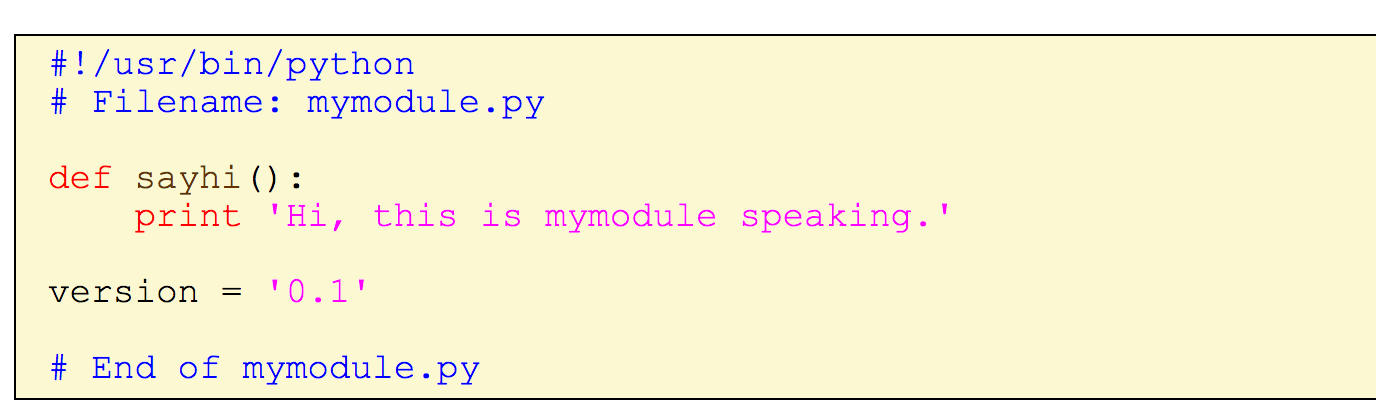 #!/usr/bin/python
# Filename: mymodule.py
def sayhi():
    print 'Hi, this is mymodule speaking.'
version = '0.1'
# End of mymodule.py